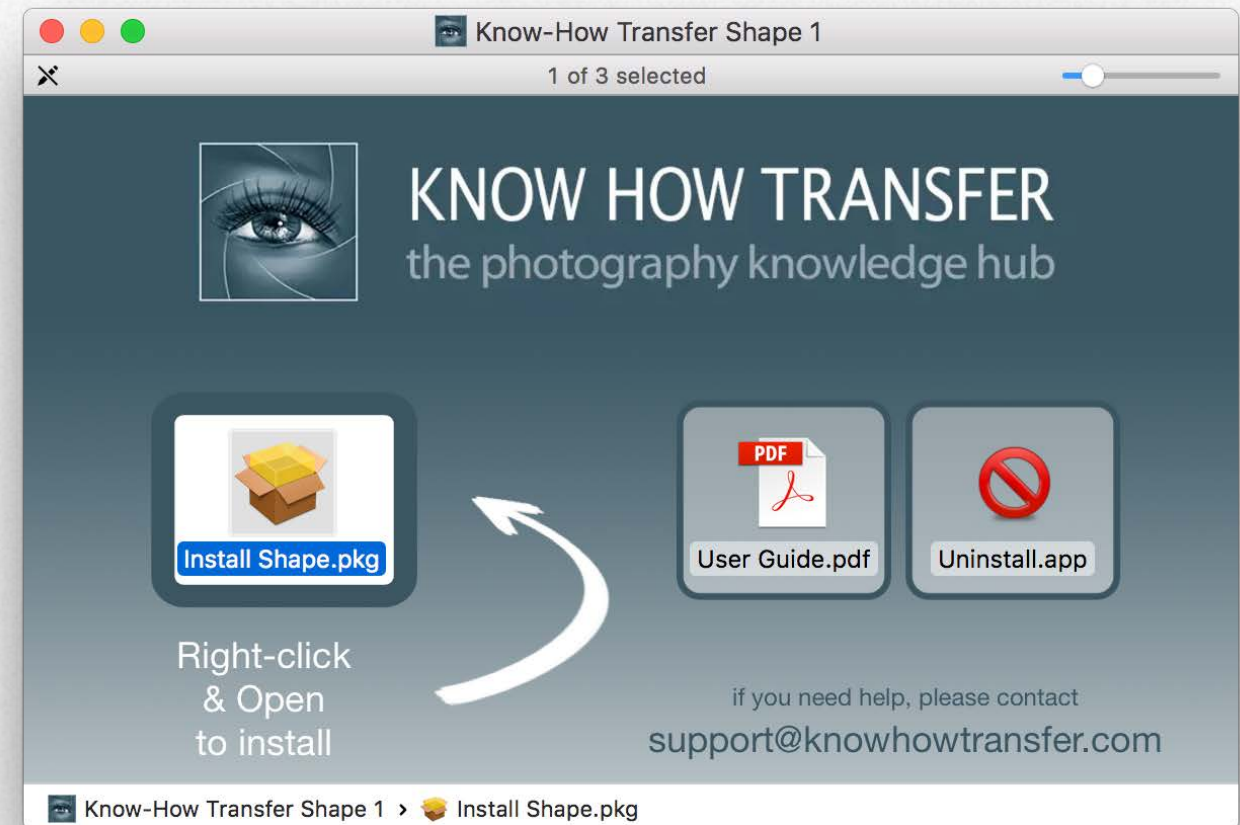 Know-How Transfer Shape 1
1 of 3 selected
KNOW HOW TRANSFER
the photography knowledge hub
PDF
Install Shape.pkg
User Guide.pdf
Uninstall.app
Right-click
& Open
to install
if you need help, please contact
support@knowhowtransfer.com
Know-How Transfer Shape 1 › Install Shape.pkg